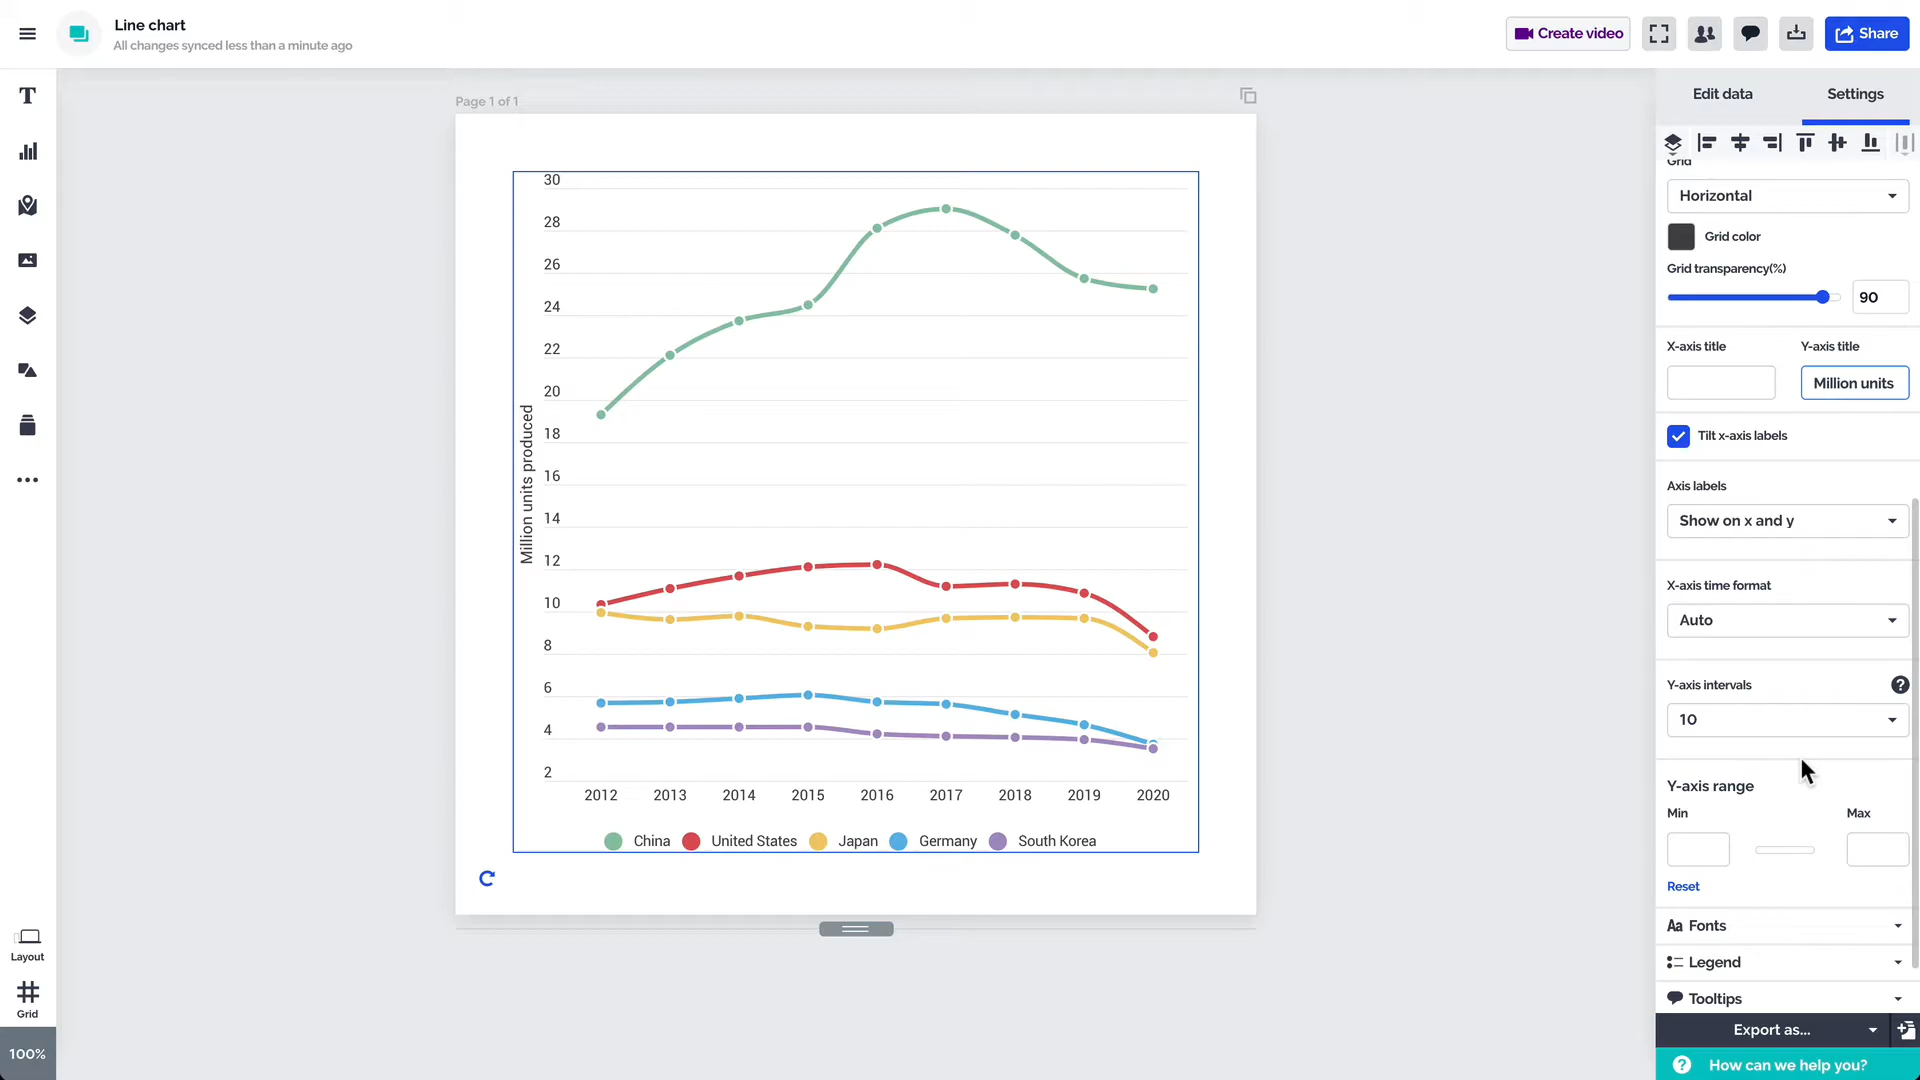 Line chart
All changes synced less than a minute ago
Create video
Share
T
Page 1 of 1
Edit data
Settings
Grid
Horizontal
Grid color
Grid transparency(%)
90
X-axis title
Y-axis title
Million units
Tilt x-axis labels
Axis labels
Show on x and y
X-axis time format
Auto
Y-axis intervals
?
10
Y-axis range
Min
Max
Reset
Aa Fonts
Legend
Tooltips
Export as...
? How can we help you?
30
28
26
24
22
20
18
16
14
12
10
8
6
4
2
Million units produced
2012 2013 2014 2015 2016 2017 2018 2019 2020
China United States Japan Germany South Korea
Layout
Grid
100%